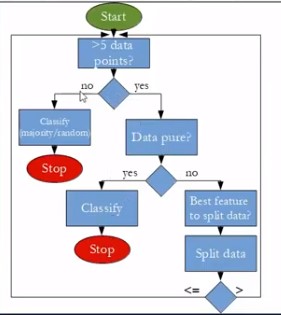 Start
>5 data
points?
no
yes
Classify
(majority/random)
Data pure?
Stop
yes
no
Classify
Best feature
to split data?
Stop
Split data
<=
>